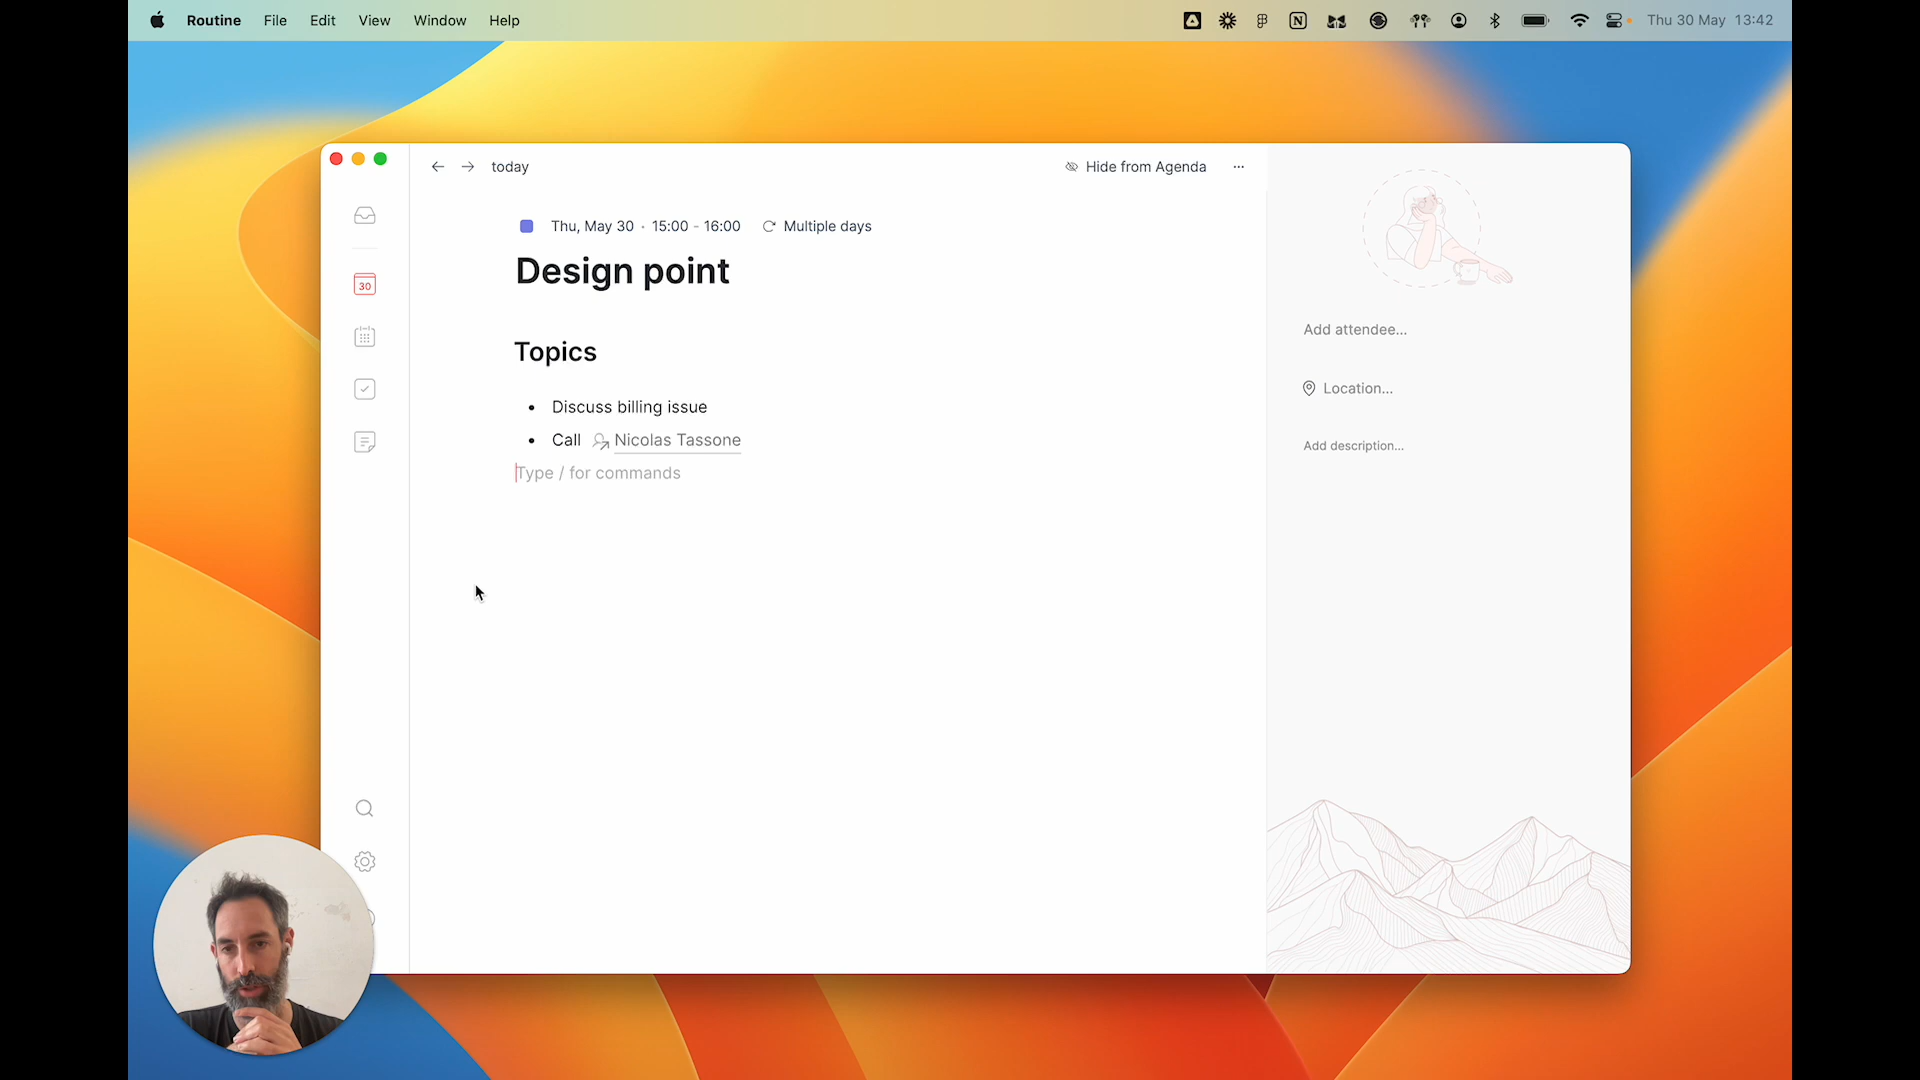 Routine File Edit View Window Help Thu 30 May 13:42
today Hide from Agenda
30
Thu, May 30 · 15:00 - 16:00 Multiple days
Design point
Topics
• Discuss billing issue
• Call Nicolas Tassone
Type / for commands
Add attendee...
Location...
Add description...